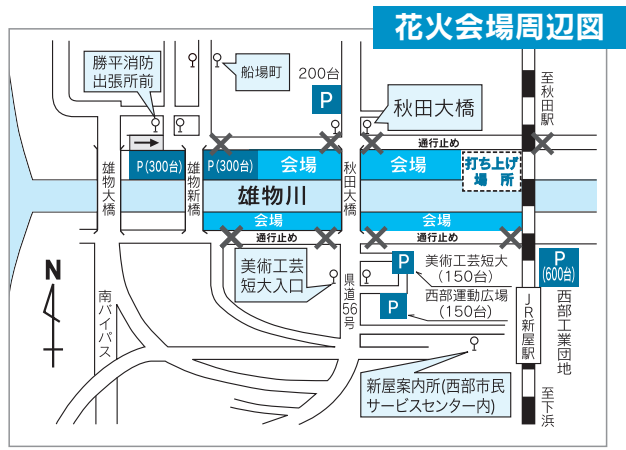 花火会場周辺図
勝平消防
出張所前
船場町
200台
P
秋田大橋
至秋田駅
通行止め
雄物大橋
P(300台)
雄物新橋
P(300台)
会場
秋田大橋
会場
打ち上げ
場所
雄物川
会場
会場
通行止め
通行止め
美術工芸
短大入口
県道56号
P
美術工芸短大
(150台)
P
西部運動広場
(150台)
P
(600台)
西部工業団地
JR新屋駅
N
南バイパス
新屋案内所(西部市民
サービスセンター内)
至下浜